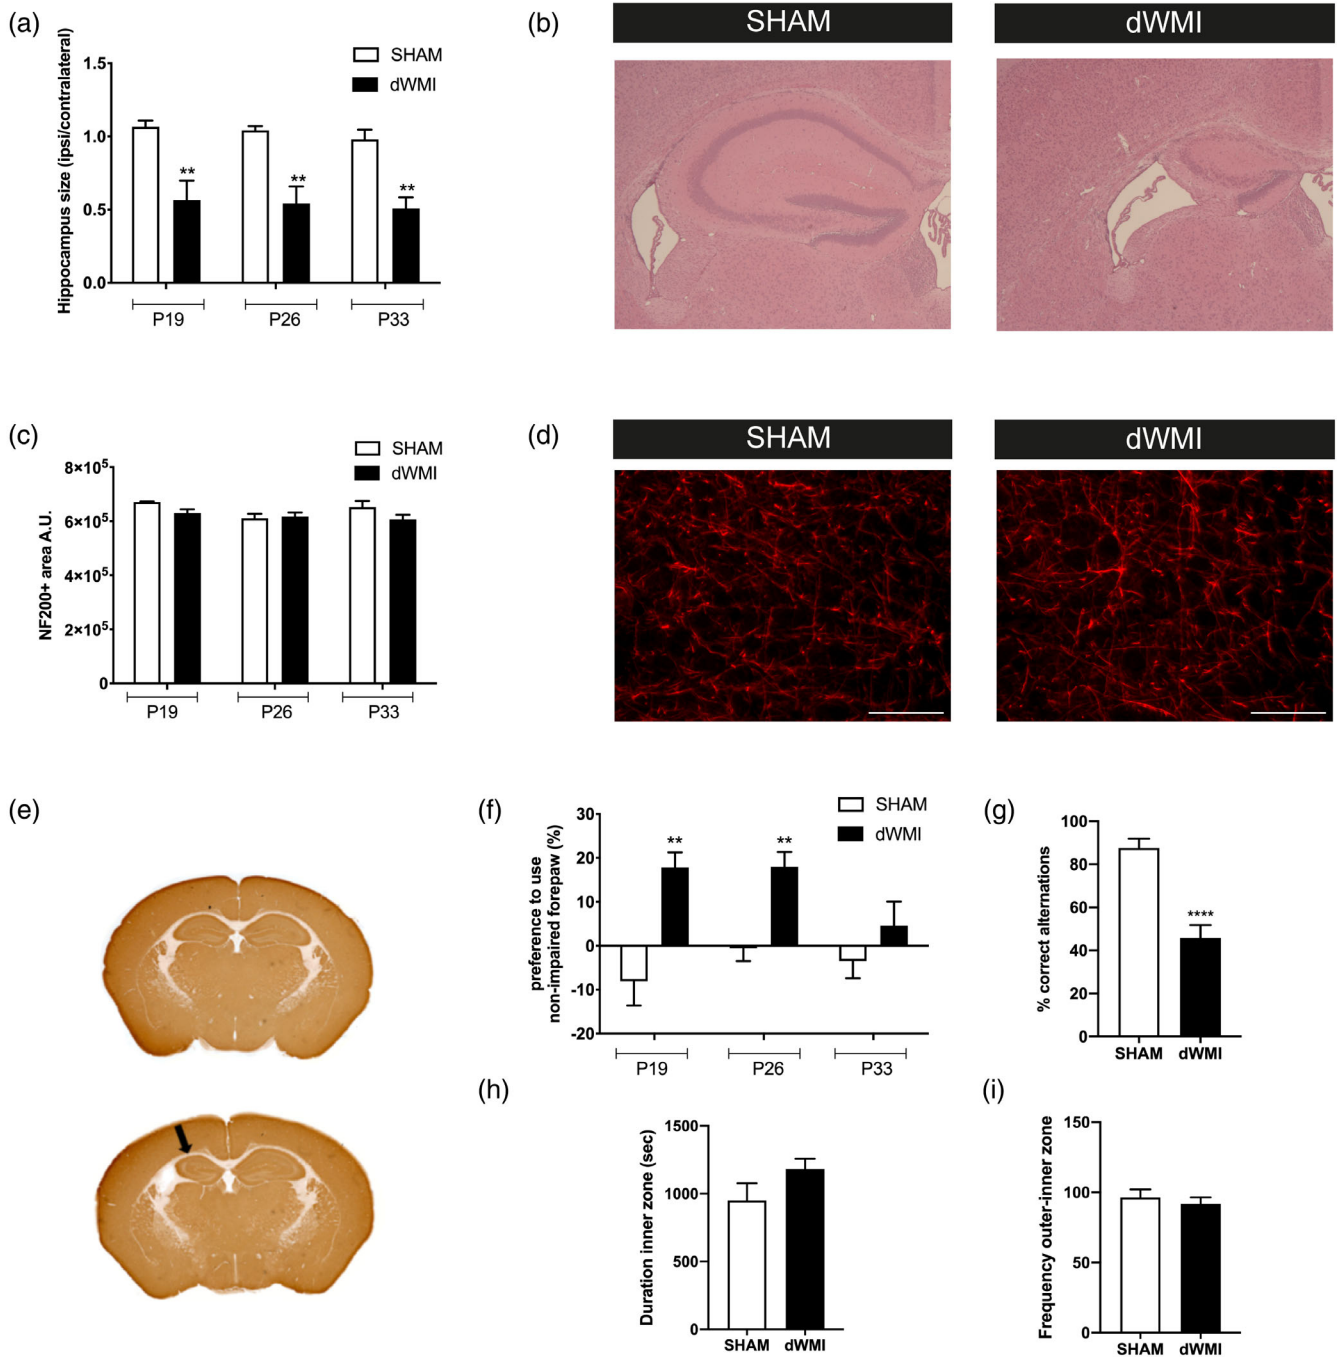 (a)
SHAM
dWMI
Hippocampus size (ipsi/contralateral)
1.5
1.0
0.5
0.0
**
**
**
P19
P26
P33
(b)
SHAM
dWMI
(c)
SHAM
dWMI
NF200+ area A.U.
8×10⁵
6×10⁵
4×10⁵
2×10⁵
0
P19
P26
P33
(d)
SHAM
dWMI
(e)
(f)
SHAM
dWMI
preference to use
non-impaired forepaw (%)
30
20
10
0
-10
-20
**
**
P19
P26
P33
(g)
% correct alternations
100
80
60
40
20
0
****
SHAM dWMI
(h)
Duration inner zone (sec)
1500
1000
500
0
SHAM dWMI
(i)
Frequency outer-inner zone
150
100
50
0
SHAM dWMI